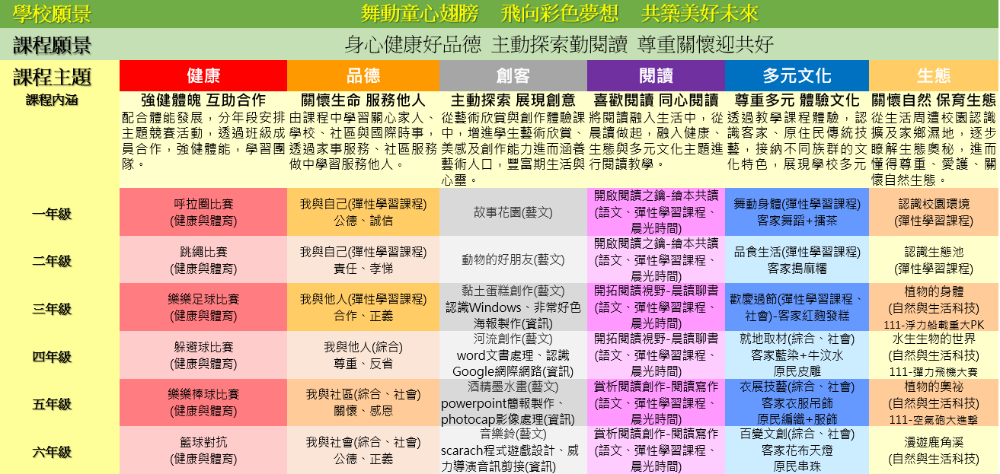 學校願景 舞動童心翅膀 飛向彩色夢想 共築美好未來
課程願景 身心健康好品德 主動探索勤閱讀 尊重關懷迎共好
課程主題 健康 品德 創客 閱讀 多元文化 生態
課程內涵
強健體魄 互助合作
配合體能發展，分年段安排
主題競賽活動，透過班級成
員合作，強健體能，學習團
隊。
關懷生命 服務他人
由課程中學習關心家人、
學校、社區與國際時事，
透過家事服務、社區服務
做中學習服務他人。
主動探索 展現創意
從藝術欣賞與創作體驗課
中，增進學生藝術欣賞、
美感及創作能力進而涵養
藝術人口，豐富期生活與
心靈。
喜歡閱讀 同心閱讀
將閱讀融入生活中，從
晨讀做起，融入健康、
生態與多元文化主題進
行閱讀教學。
尊重多元 體驗文化
透過教學課程體驗，認
識客家、原住民傳統技
藝，接納不同族群的文
化特色，展現學校多元
關懷自然 保育生態
從生活周遭校園認識
擴及家鄉濕地，逐步
瞭解生態奧秘，進而
懂得尊重、愛護、關
懷自然生態。
一年級
呼拉圈比賽
(健康與體育)
我與自己(彈性學習課程)
公德、誠信
故事花園(藝文)
開啟閱讀之鑰-繪本共讀
(語文、彈性學習課程、
晨光時間)
舞動身體(彈性學習課程)
客家舞蹈+擂茶
認識校園環境
(彈性學習課程)
二年級
跳繩比賽
(健康與體育)
我與自己(彈性學習課程)
責任、孝悌
動物的好朋友(藝文)
開啟閱讀之鑰-繪本共讀
(語文、彈性學習課程、
晨光時間)
品食生活(彈性學習課程)
客家搗麻糬
認識生態池
(彈性學習課程)
三年級
樂樂足球比賽
(健康與體育)
我與他人(彈性學習課程)
合作、正義
黏土蛋糕創作(藝文)
認識Windows、非常好色
海報製作(資訊)
開拓閱讀視野-晨讀聊書
(語文、彈性學習課程、
晨光時間)
歡慶過節(彈性學習課程、
社會)-客家紅麴發糕
植物的身體
(自然與生活科技)
111-浮力船載重大PK
四年級
躲避球比賽
(健康與體育)
我與他人(綜合)
尊重、反省
河流創作(藝文)
word文書處理、認識
Google網際網路(資訊)
開拓閱讀視野-晨讀聊書
(語文、彈性學習課程、
晨光時間)
就地取材(綜合、社會)
客家藍染+牛汶水
原民皮雕
水生生物的世界
(自然與生活科技)
111-彈力飛機大賽
五年級
樂樂棒球比賽
(健康與體育)
我與社區(綜合、社會)
關懷、感恩
酒精墨水畫(藝文)
powerpoint簡報製作、
photocap影像處理(資訊)
賞析閱讀創作-閱讀寫作
(語文、彈性學習課程、
晨光時間)
衣展技藝(綜合、社會)
客家衣服吊飾
原民編織+服飾
植物的奧祕
(自然與生活科技)
111-空氣砲大進擊
六年級
籃球對抗
(健康與體育)
我與社會(綜合、社會)
公德、正義
音樂鈴(藝文)
scarach程式遊戲設計、威
力導演音訊剪接(資訊)
賞析閱讀創作-閱讀寫作
(語文、彈性學習課程、
晨光時間)
百變文創(綜合、社會)
客家花布天燈
原民串珠
漫遊鹿角溪
(自然與生活科技)